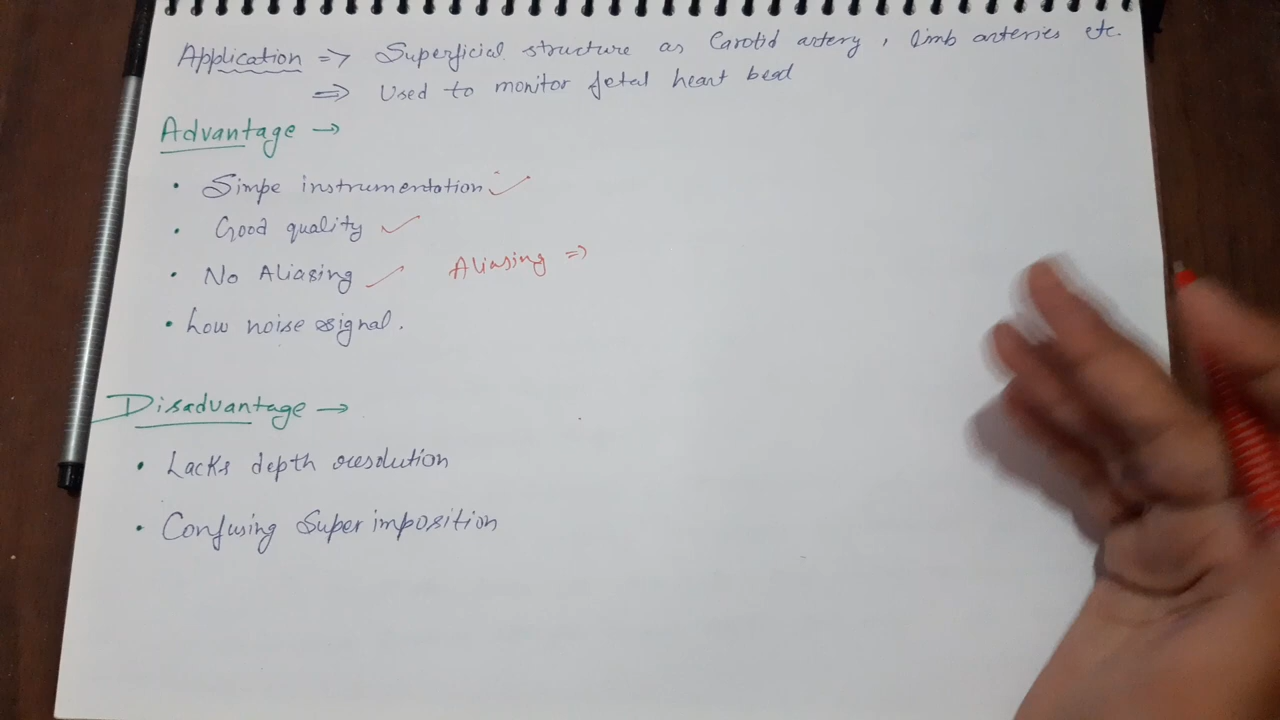 Application => Superficial structure as Carotid artery, limb arteries etc.
=> Used to monitor fetal heart bead
Advantage →
• Simpe instrumentation ✓
• Good quality ✓
• No Aliasing ✓ Aliasing =>
• Low noise signal.
Disadvantage →
• Lacks depth resolution
• Confusing Superimposition